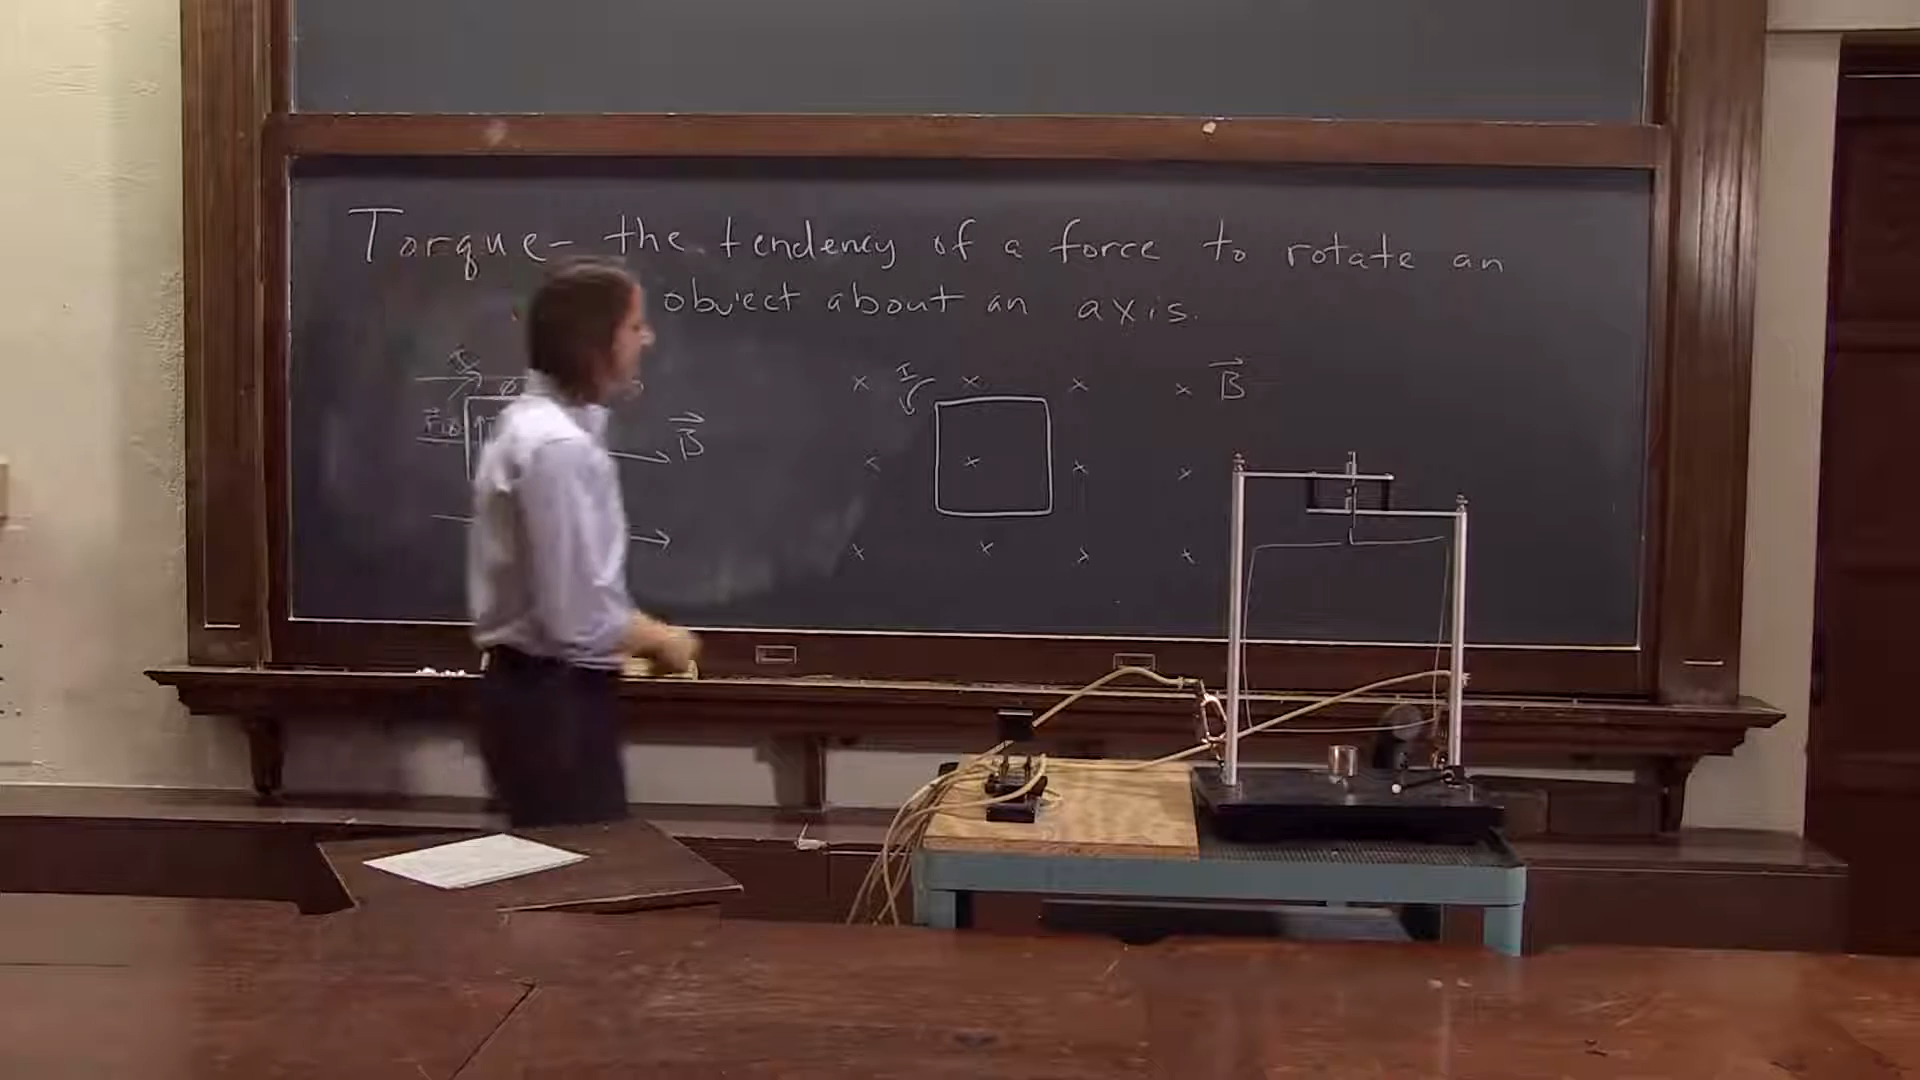 Torque - the tendency of a force to rotate an
object about an axis.
I
B
x x x x B
x x x x
x x x x